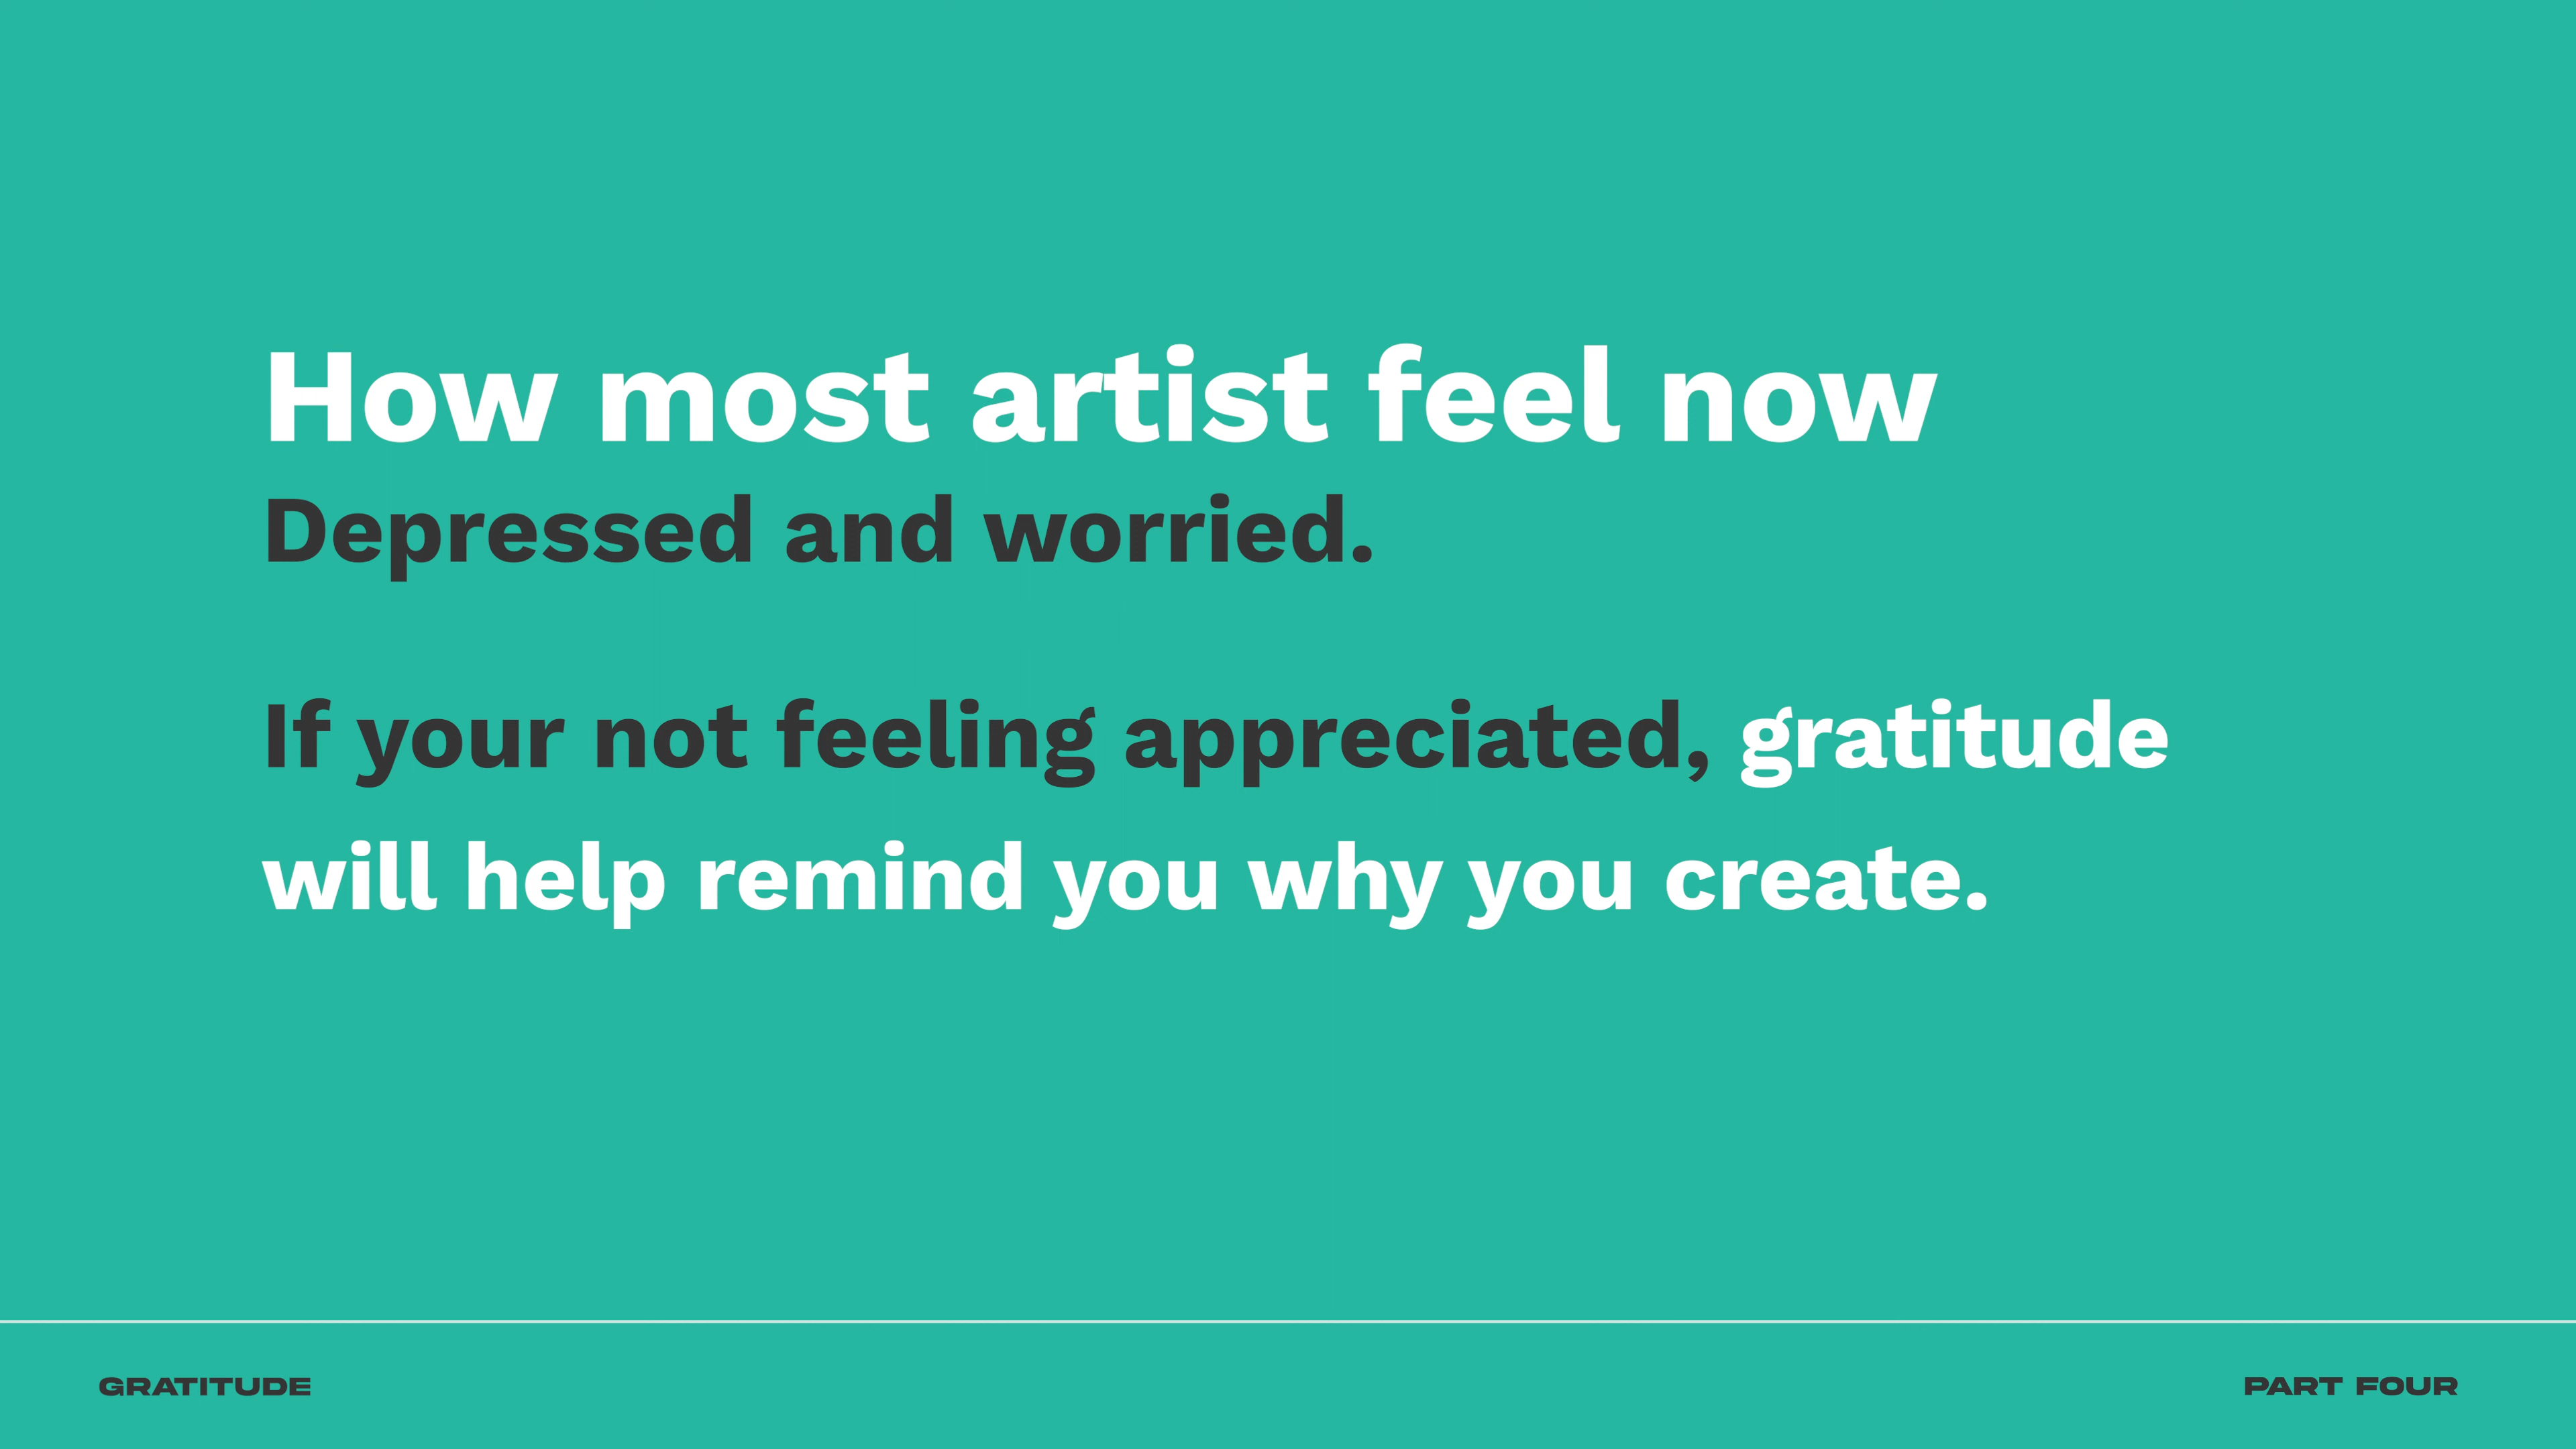 How most artist feel now
Depressed and worried.
If your not feeling appreciated, gratitude
will help remind you why you create.
GRATITUDE
PART FOUR